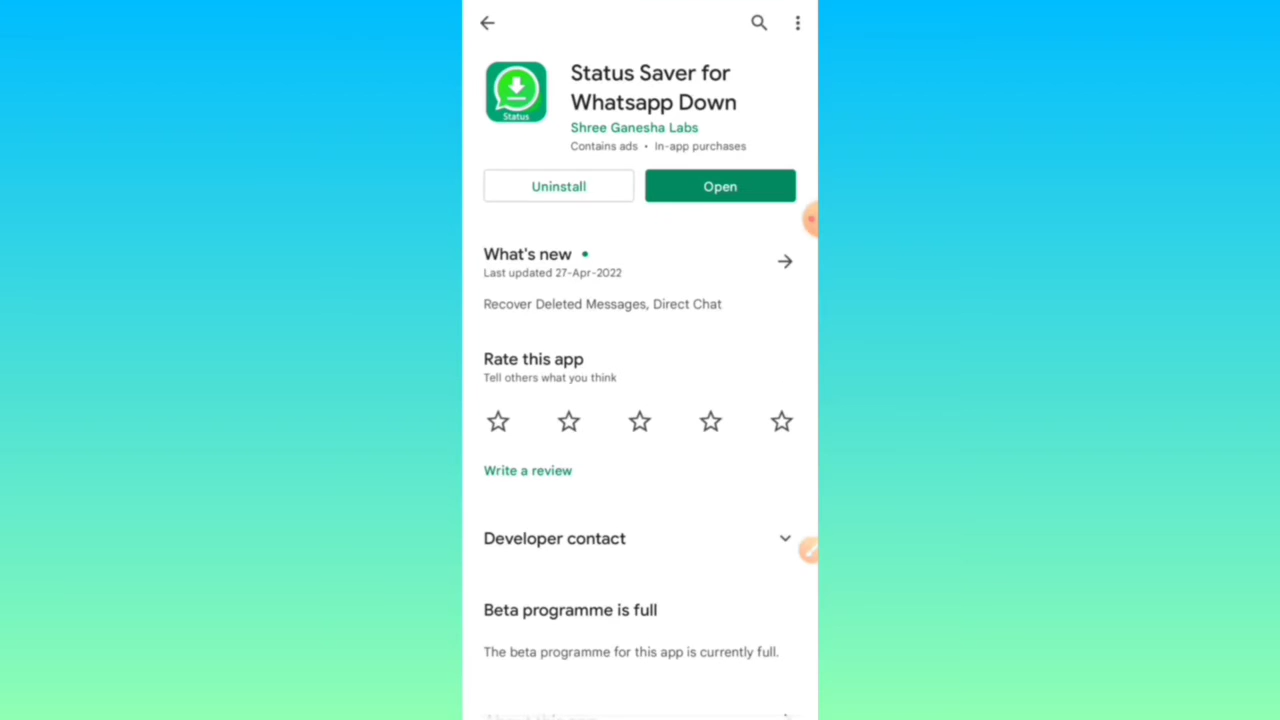 Status Saver for
Whatsapp Down
Status
Shree Ganesha Labs
Contains ads • In-app purchases
Uninstall
Open
What's new •
Last updated 27-Apr-2022
Recover Deleted Messages, Direct Chat
Rate this app
Tell others what you think
Write a review
Developer contact
Beta programme is full
The beta programme for this app is currently full.